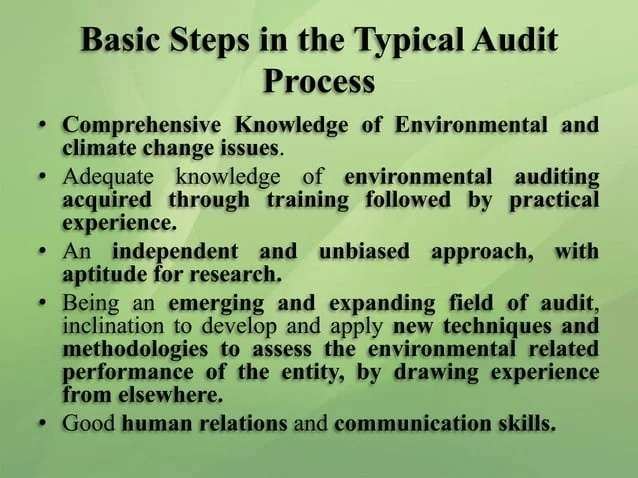 Basic Steps in the Typical Audit
Process
• Comprehensive Knowledge of Environmental and
climate change issues.
• Adequate knowledge of environmental auditing
acquired through training followed by practical
experience.
• An independent and unbiased approach, with
aptitude for research.
• Being an emerging and expanding field of audit,
inclination to develop and apply new techniques and
methodologies to assess the environmental related
performance of the entity, by drawing experience
from elsewhere.
• Good human relations and communication skills.